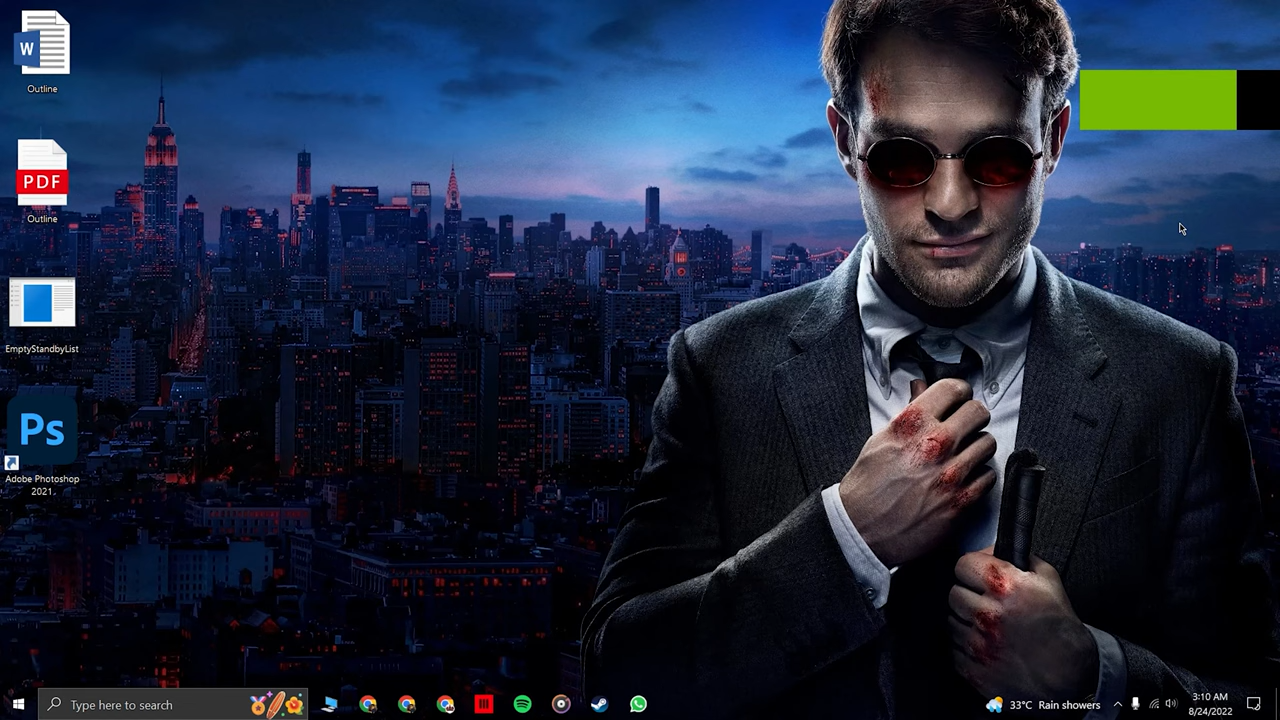 W
Outline
PDF
Outline
EmptyStandbyList
Ps
Adobe Photoshop
2021.
Type here to search
33°C Rain showers
3:10 AM
8/24/2022